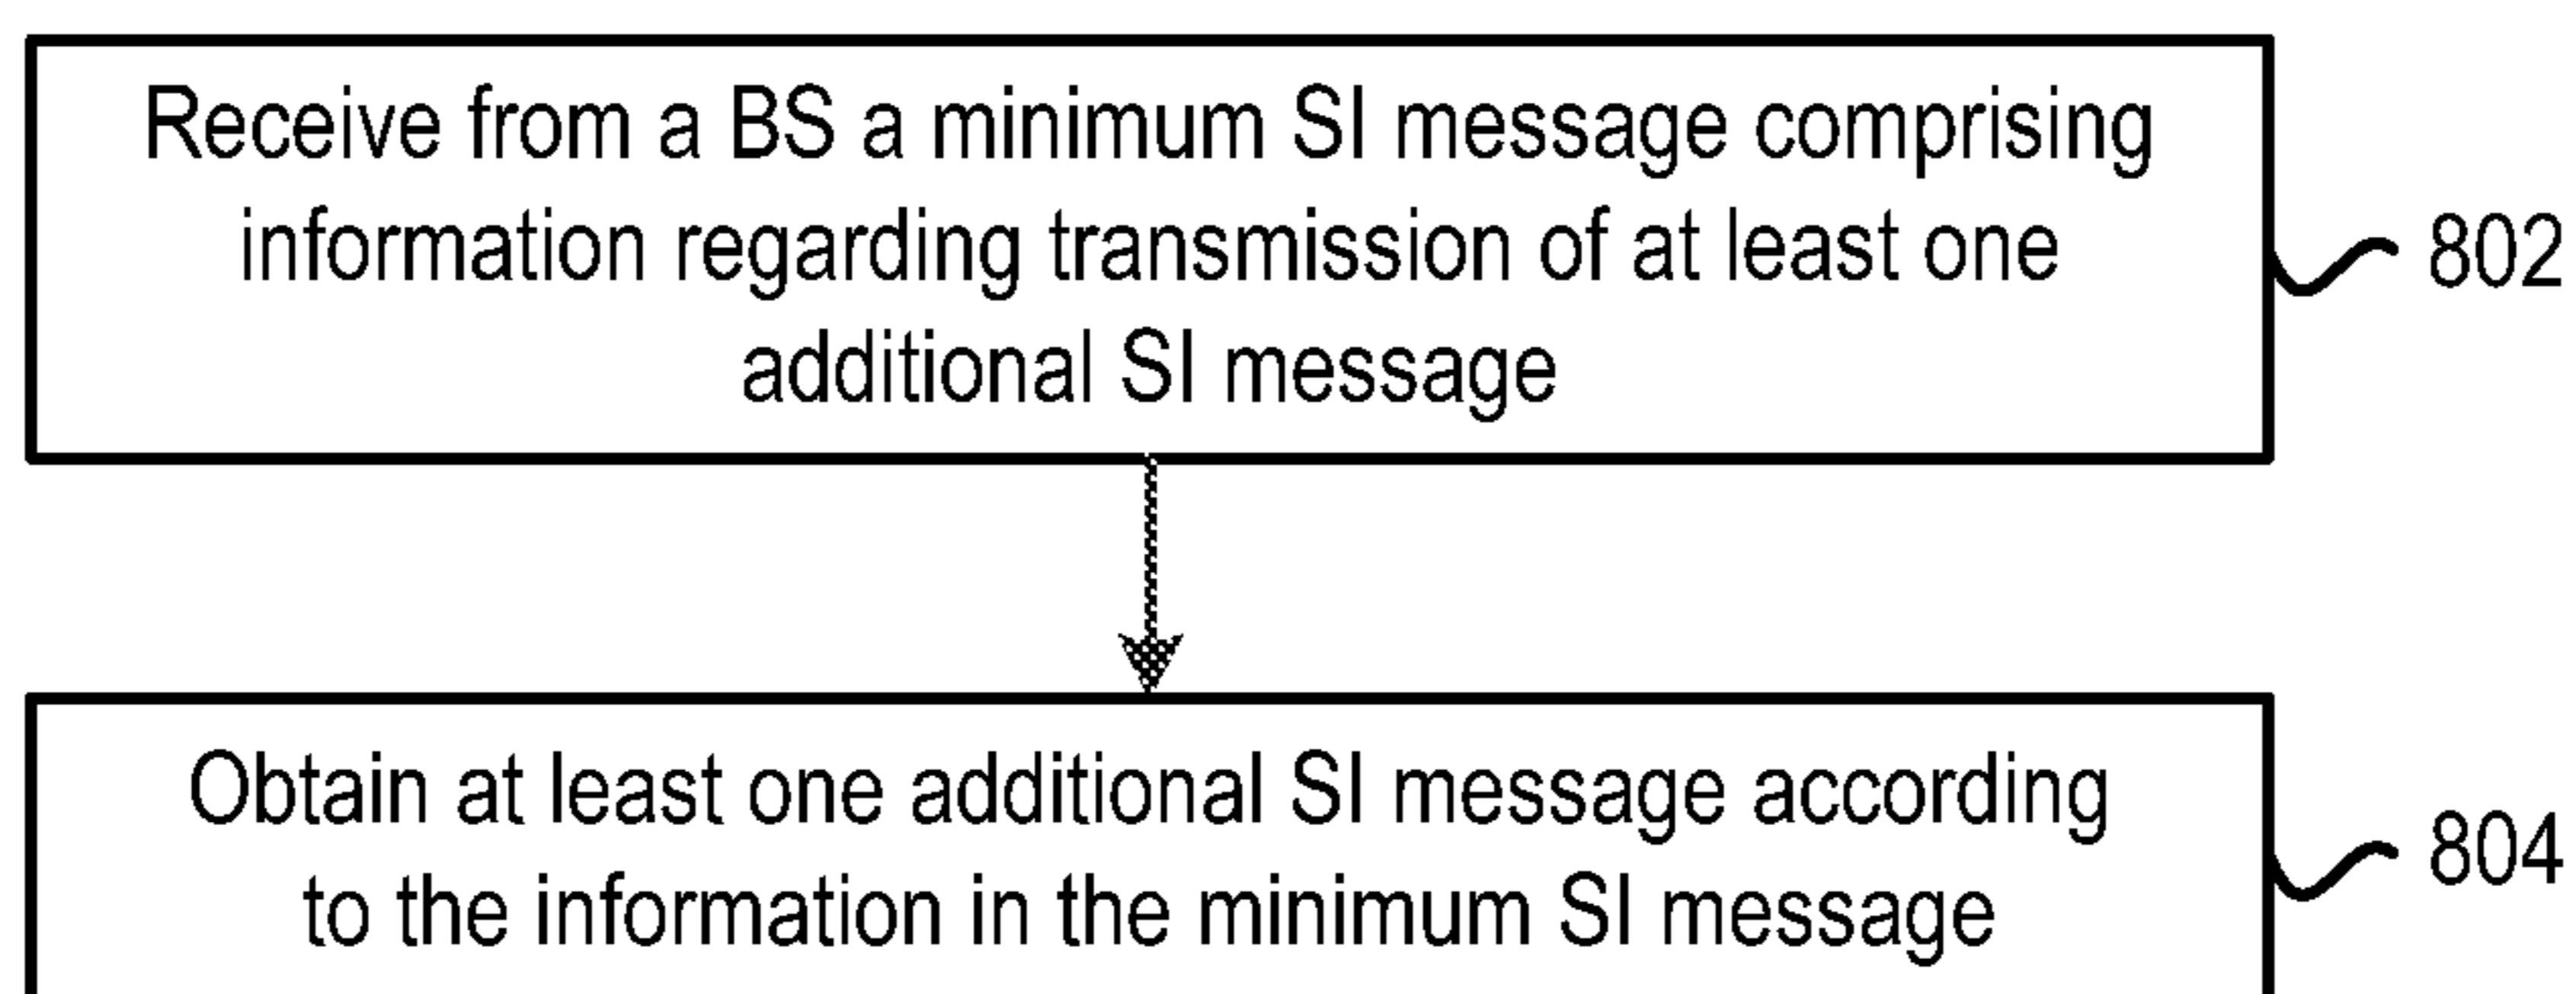 Receive from a BS a minimum SI message comprising
information regarding transmission of at least one
additional SI message
802
Obtain at least one additional SI message according
to the information in the minimum SI message
804